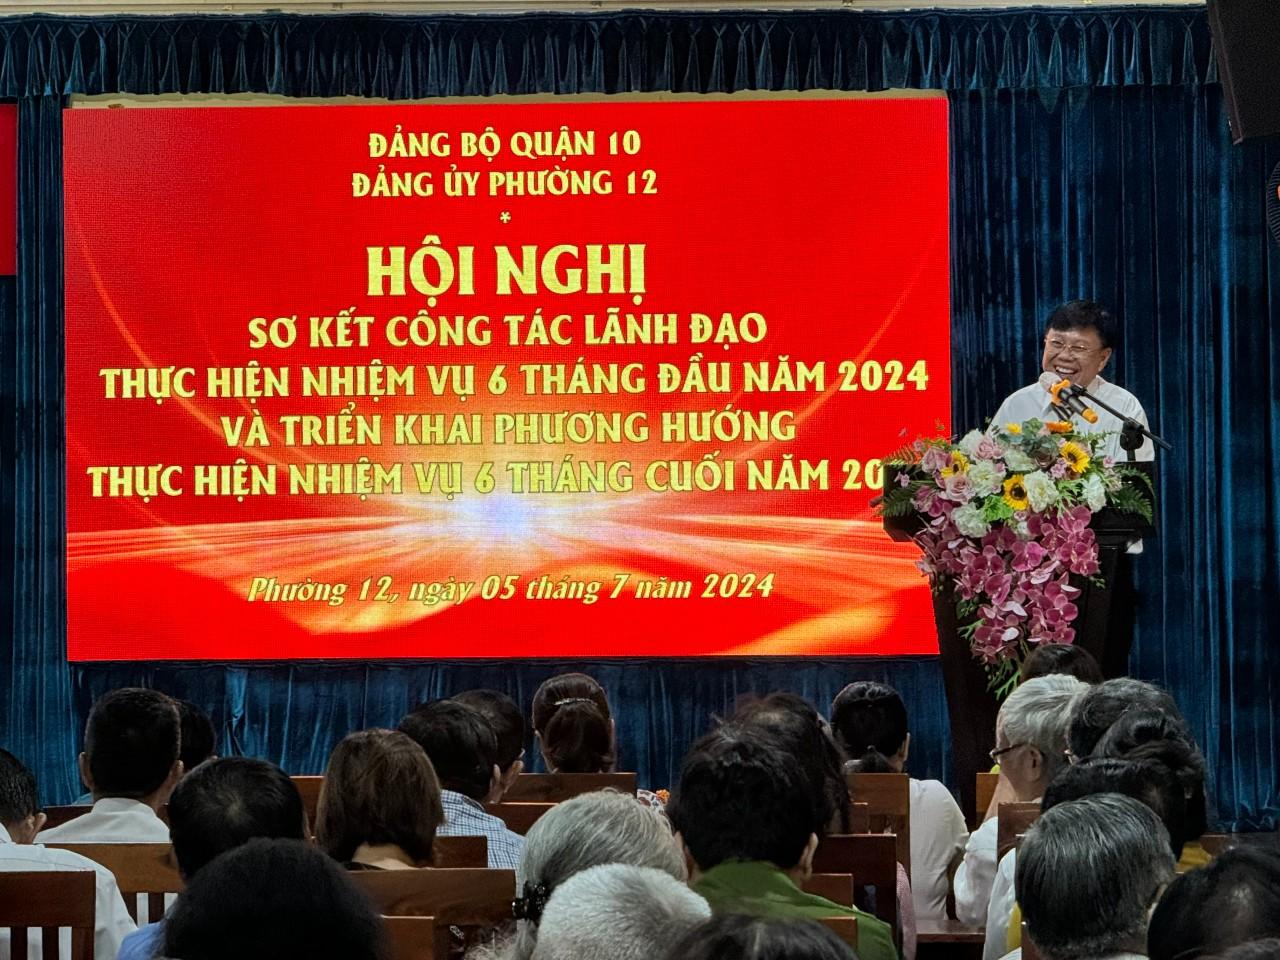 ĐẢNG BỘ QUẬN 10
ĐẢNG ỦY PHƯỜNG 12
*
HỘI NGHỊ
SƠ KẾT CÔNG TÁC LÃNH ĐẠO
THỰC HIỆN NHIỆM VỤ 6 THÁNG ĐẦU NĂM 2024
VÀ TRIỂN KHAI PHƯƠNG HƯỚNG
THỰC HIỆN NHIỆM VỤ 6 THÁNG CUỐI NĂM
Phường 12, ngày 05 tháng 7 năm 2024